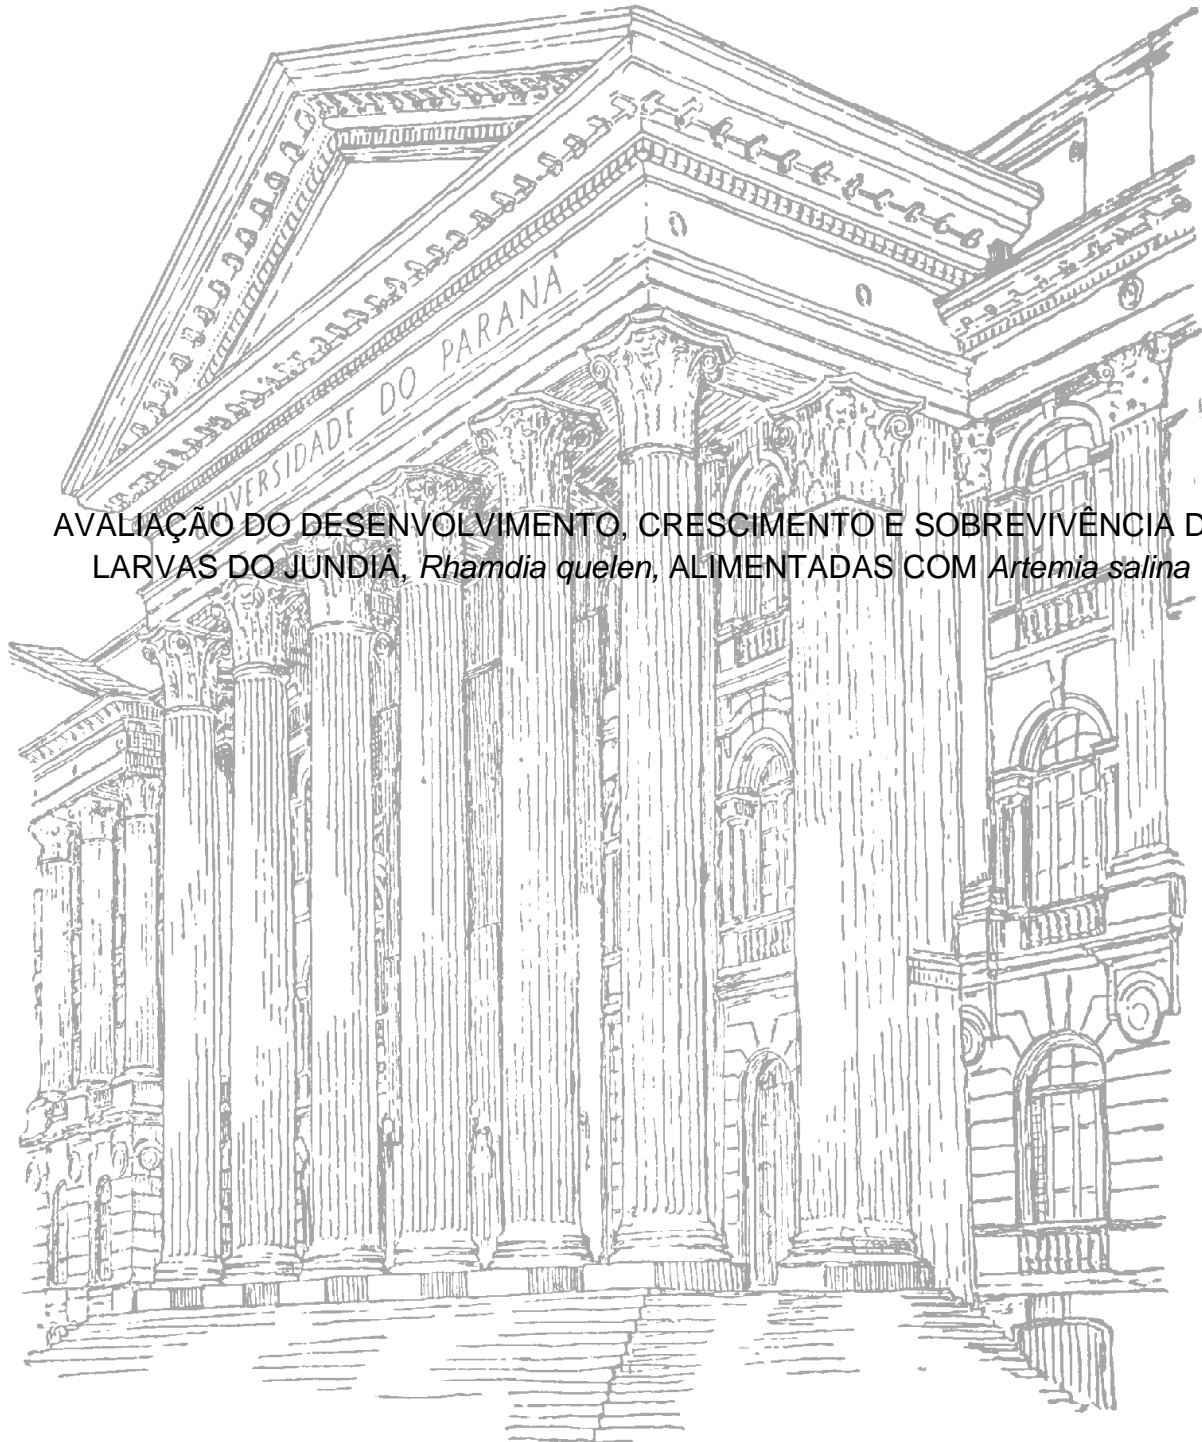 UNIVERSIDADE DO PARANÁ
AVALIAÇÃO DO DESENVOLVIMENTO, CRESCIMENTO E SOBREVIVÊNCIA D
LARVAS DO JUNDIÁ, Rhamdia quelen, ALIMENTADAS COM Artemia salina